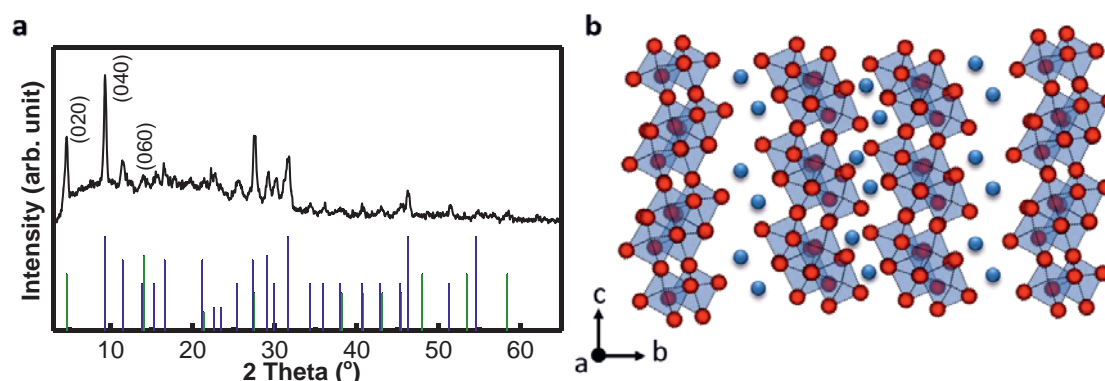 a
Intensity (arb. unit)
(020)
(040)
(060)
10 20 30 40 50 60
2 Theta (°)
b
c
a b